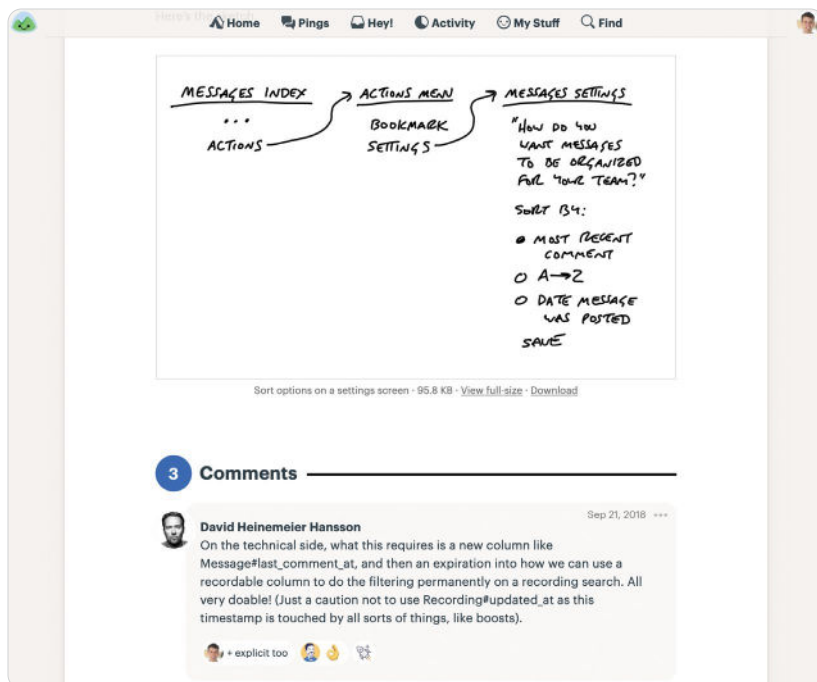 Home Pings Hey! Activity My Stuff Find
MESSAGES INDEX
...
ACTIONS
ACTIONS MENU
BOOKMARK
SETTINGS
MESSAGES SETTINGS
"HOW DO YOU
WANT MESSAGES
TO BE ORGANIZED
FOR YOUR TEAM?"
SORT BY:
MOST RECENT
COMMENT
A→Z
DATE MESSAGE
WAS POSTED
SAVE
Sort options on a settings screen · 95.8 KB · View full-size · Download
3 Comments
Sep 21, 2018
David Heinemeier Hansson
On the technical side, what this requires is a new column like
Message#last_comment_at, and then an expiration into how we can use a
recordable column to do the filtering permanently on a recording search. All
very doable! (Just a caution not to use Recording#updated_at as this
timestamp is touched by all sorts of things, like boosts).
+ explicit too